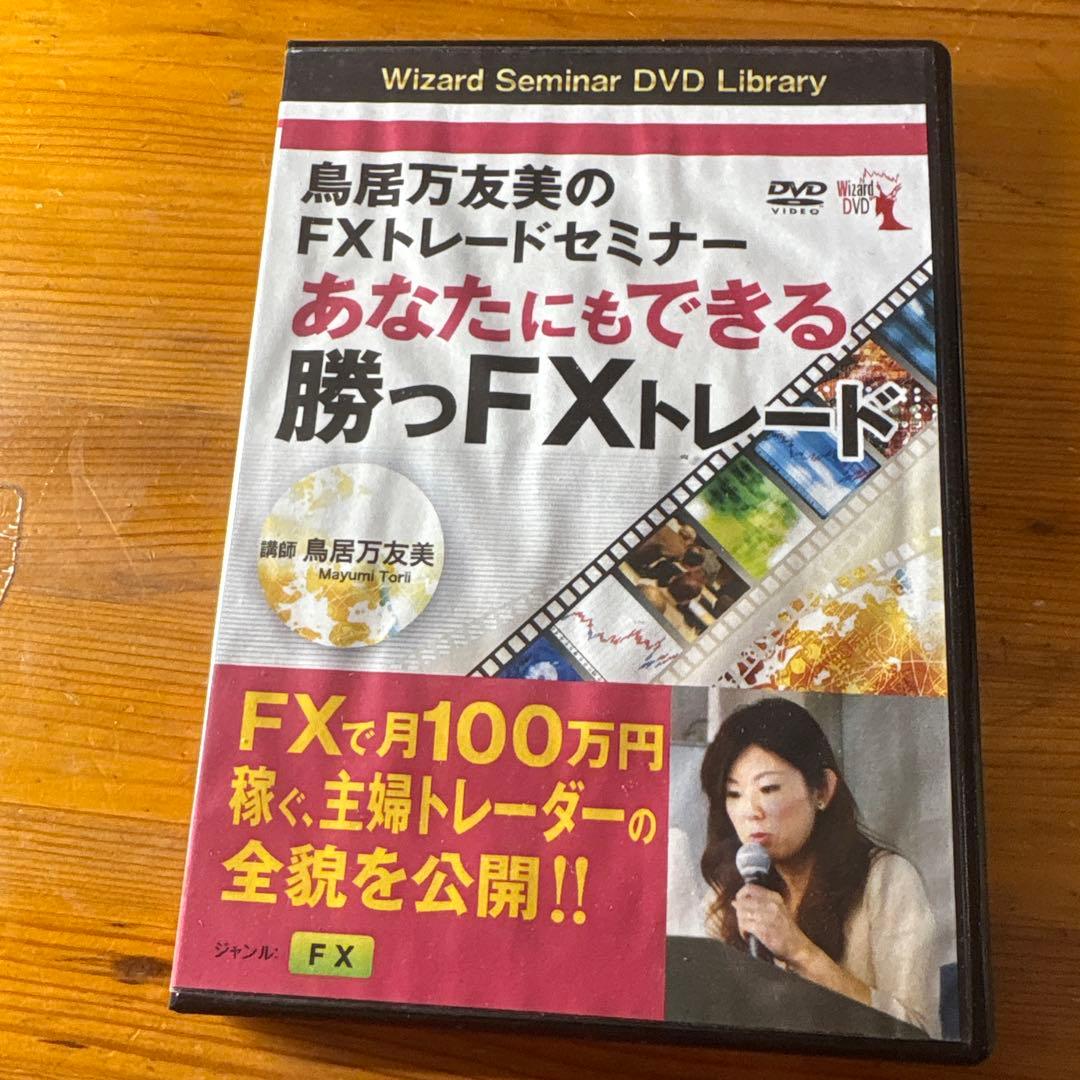 Wizard Seminar DVD Library
鳥居万友美の
FXトレードセミナー
DVD
VIDEO
Wizard
DVD
あなたにもできる
勝つFXトレード
講師 鳥居万友美
Mayumi Torii
FXで月100万円
稼ぐ、主婦トレーダーの
全貌を公開!!
ジャンル: FX